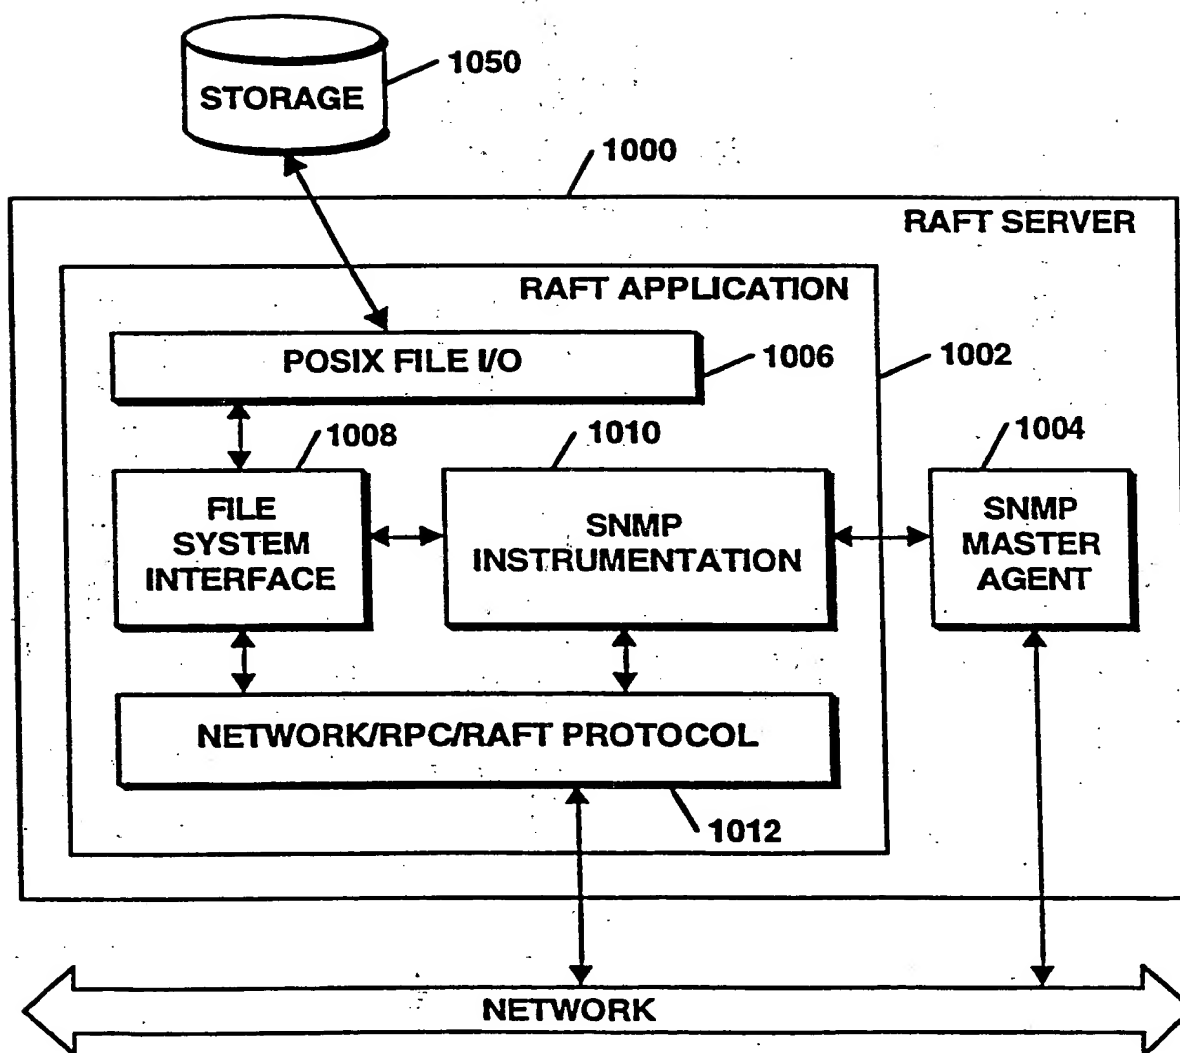 STORAGE
1050
1000
RAFT SERVER
RAFT APPLICATION
POSIX FILE I/O
1006
1002
1008
1010
1004
FILE
SYSTEM
INTERFACE
SNMP
INSTRUMENTATION
SNMP
MASTER
AGENT
NETWORK/RPC/RAFT PROTOCOL
1012
NETWORK